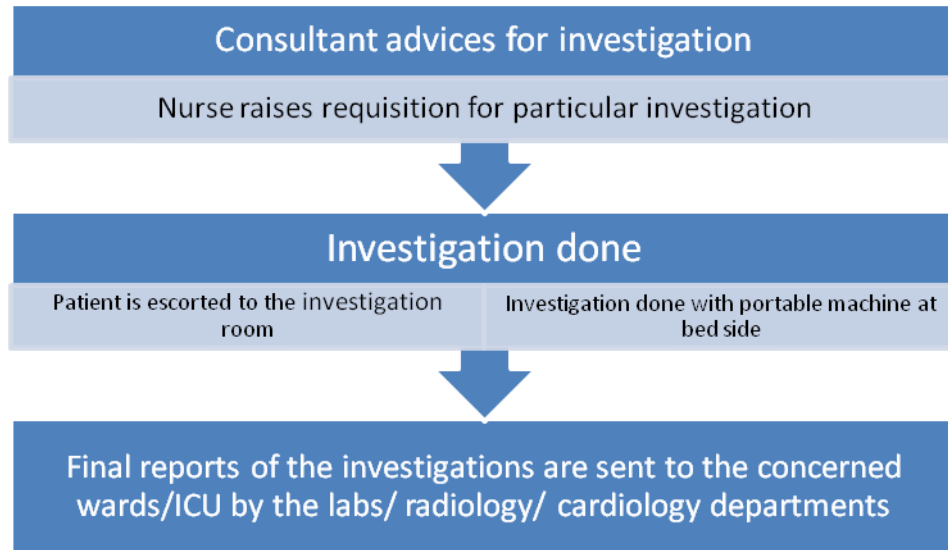 Consultant advices for investigation
Nurse raises requisition for particular investigation
Investigation done
Patient is escorted to the investigation
room
Investigation done with portable machine at
bed side
Final reports of the investigations are sent to the concerned
wards/ICU by the labs/ radiology/ cardiology departments